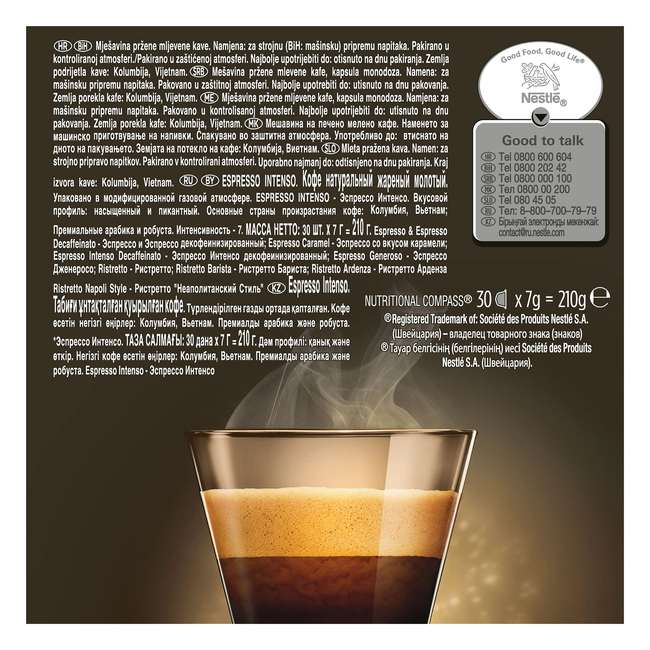 HR BiH Mješavina pržene mljevene kave. Namjena: za strojnu (BiH: mašinsku) pripremu napitaka. Pakirano u
kontroliranoj atmosferi./Pakirano u zaštićenoj atmosferi. Najbolje upotrijebiti do: otisnuto na dnu pakiranja. Zemlja
podrijetla kave: Kolumbija, Vijetnam. SRB Mešavina pržene mlevene kafe, kapsula monodoza. Namena: za
mašinsku pripremu napitaka. Pakovano u zaštitnoj atmosferi. Najbolje upotrebiti do: utisnuto na dnu pakovanja.
Zemlja porekla kafe: Kolumbija, Vijetnam. ME Mješavina pržene mljevene kafe, kapsula monodoza. Namjena: za
mašinsku pripremu napitaka. Pakovano u kontrolisanoj atmosferi. Najbolje upotrijebiti do: utisnuto na dnu
pakovanja. Zemlja porijekla kafe: Kolumbija, Vijetnam. MK Мешавина на печено мелено кафе. Наменето за
машинско приготвување на напивки. Спакувано во заштитна атмосфера. Употребливо до: втиснато на
дното на пакувањето. Земјата на потекло на кафе: Колумбија, Виетнам. SLO Mleta pražena kava. Namen: za
strojno pripravo napitkov. Pakirano v kontrolirani atmosferi. Uporabno najmanj do: odtisnjeno na dnu pakiranja. Kraj
izvora kave: Kolumbija, Vietnam. RU BY ESPRESSO INTENSO. Кофе натуральный жареный молотый.
Упаковано в модифицированной газовой атмосфере. ESPRESSO INTENSO - Эспрессо Интенсо. Вкусовой
профиль: насыщенный и пикантный. Основные страны произрастания кофе: Колумбия, Вьетнам;
Премиальные арабика и робуста. Интенсивность - 7. МАССА НЕТТО: 30 ШТ. X 7 Г = 210 Г. Espresso & Espresso
Decaffeinato - Эспрессо и Эспрессо декофеинизированный; Espresso Caramel - Эспрессо со вкусом карамели;
Espresso Intenso Decaffeinato - Эспрессо Интенсо декофеинизированный; Espresso Generoso - Эспрессо
Дженеросо; Ristretto - Ристретто; Ristretto Barista - Ристретто Бариста; Ristretto Ardenza - Ристретто Арденза
Ristretto Napoli Style - Ристретто "Неаполитанский Стиль" KZ Espresso Intenso.
Табиғи ұнтақталған қуырылған кофе. Түрлендірілген газды ортада қапталған. Кофе
өсетін негізгі өңірлер: Колумбия, Вьетнам. Премиалды арабика және робуста.
*Эспрессо Интенсо. ТАЗА САЛМАҒЫ: 30 дана x 7 Г = 210 Г. Дәм профилі: қанық және
өткір. Негізгі кофе өсетін өңірлер: Колумбия, Вьетнам. Премиалды арабика және
робуста. Espresso Intenso - Эспрессо Интенсо
Good Food, Good Life®
Nestlé®
Good to talk
HR Tel 0800 600 604
BiH Tel 0800 202 42
SRB Tel 0800 000 100
MK Тел 0800 00 200
SLO Tel 080 45 05
RU Тел: 8-800-700-79-79
KZ Бірыңғай электронды мекенжай:
contact@ru.nestle.com
NUTRITIONAL COMPASS® 30 x 7g = 210g e
®Registered Trademark of: Société des Produits Nestlé S.A.
(Швейцария) – владелец товарного знака (знаков)
®Тауар белгісінің (белгілерінің) иесі Société des Produits
Nestlé S.A. (Швейцария).